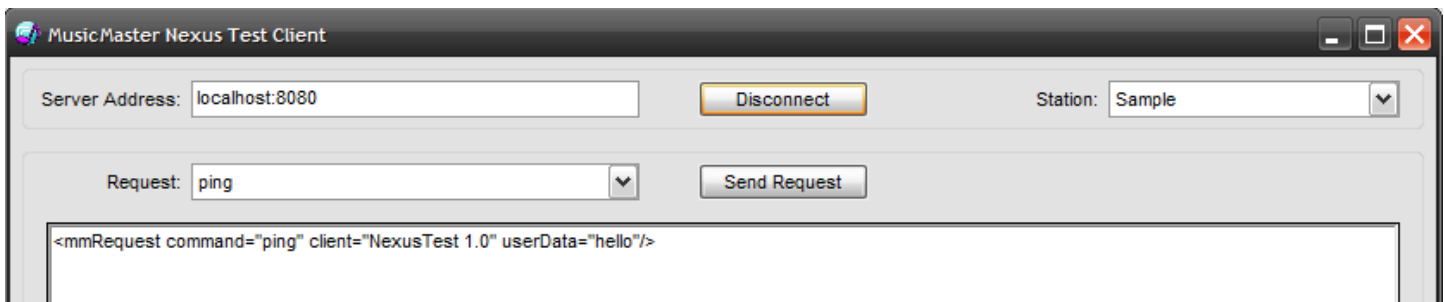 MusicMaster Nexus Test Client
Server Address: localhost:8080 Disconnect Station: Sample
Request: ping Send Request
<mmRequest command="ping" client="NexusTest 1.0" userData="hello"/>